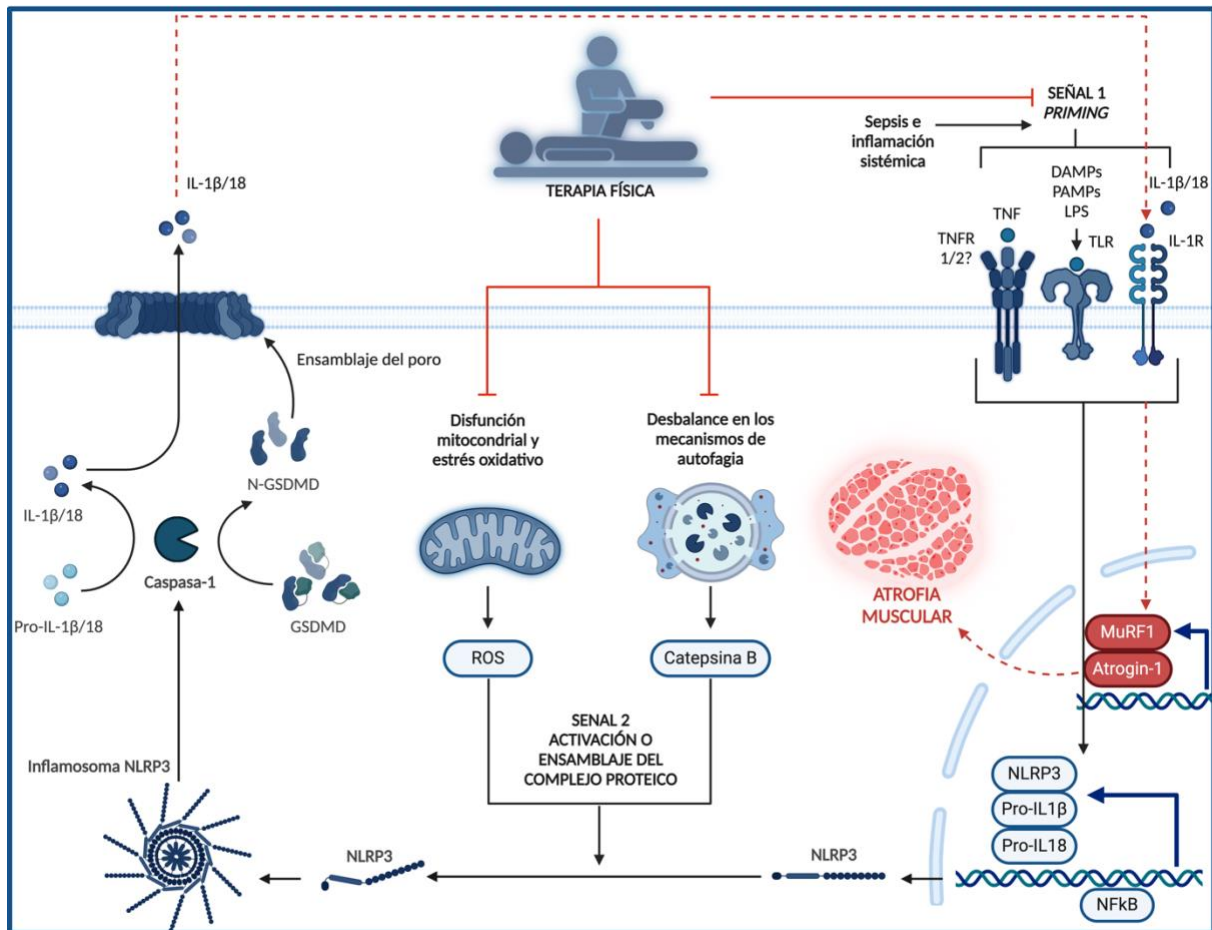 TERAPIA FÍSICA
SEÑAL 1
PRIMING
Sepsis e
inflamación
sistémica
DAMPs
PAMPs
LPS
IL-1β/18
TNF
TNFR
1/2?
TLR
IL-1R
IL-1β/18
Ensamblaje del poro
N-GSDMD
IL-1β/18
Pro-IL-1β/18
Caspasa-1
GSDMD
Disfunción
mitocondrial y
estrés oxidativo
Desbalance en los
mecanismos de
autofagia
ROS
Catepsina B
ATROFIA
MUSCULAR
MuRF1
Atrogin-1
SENAL 2
ACTIVACIÓN O
ENSAMBLAJE DEL
COMPLEJO PROTEICO
Inflamosoma NLRP3
NLRP3
NLRP3
NLRP3
Pro-IL1β
Pro-IL18
NFkB